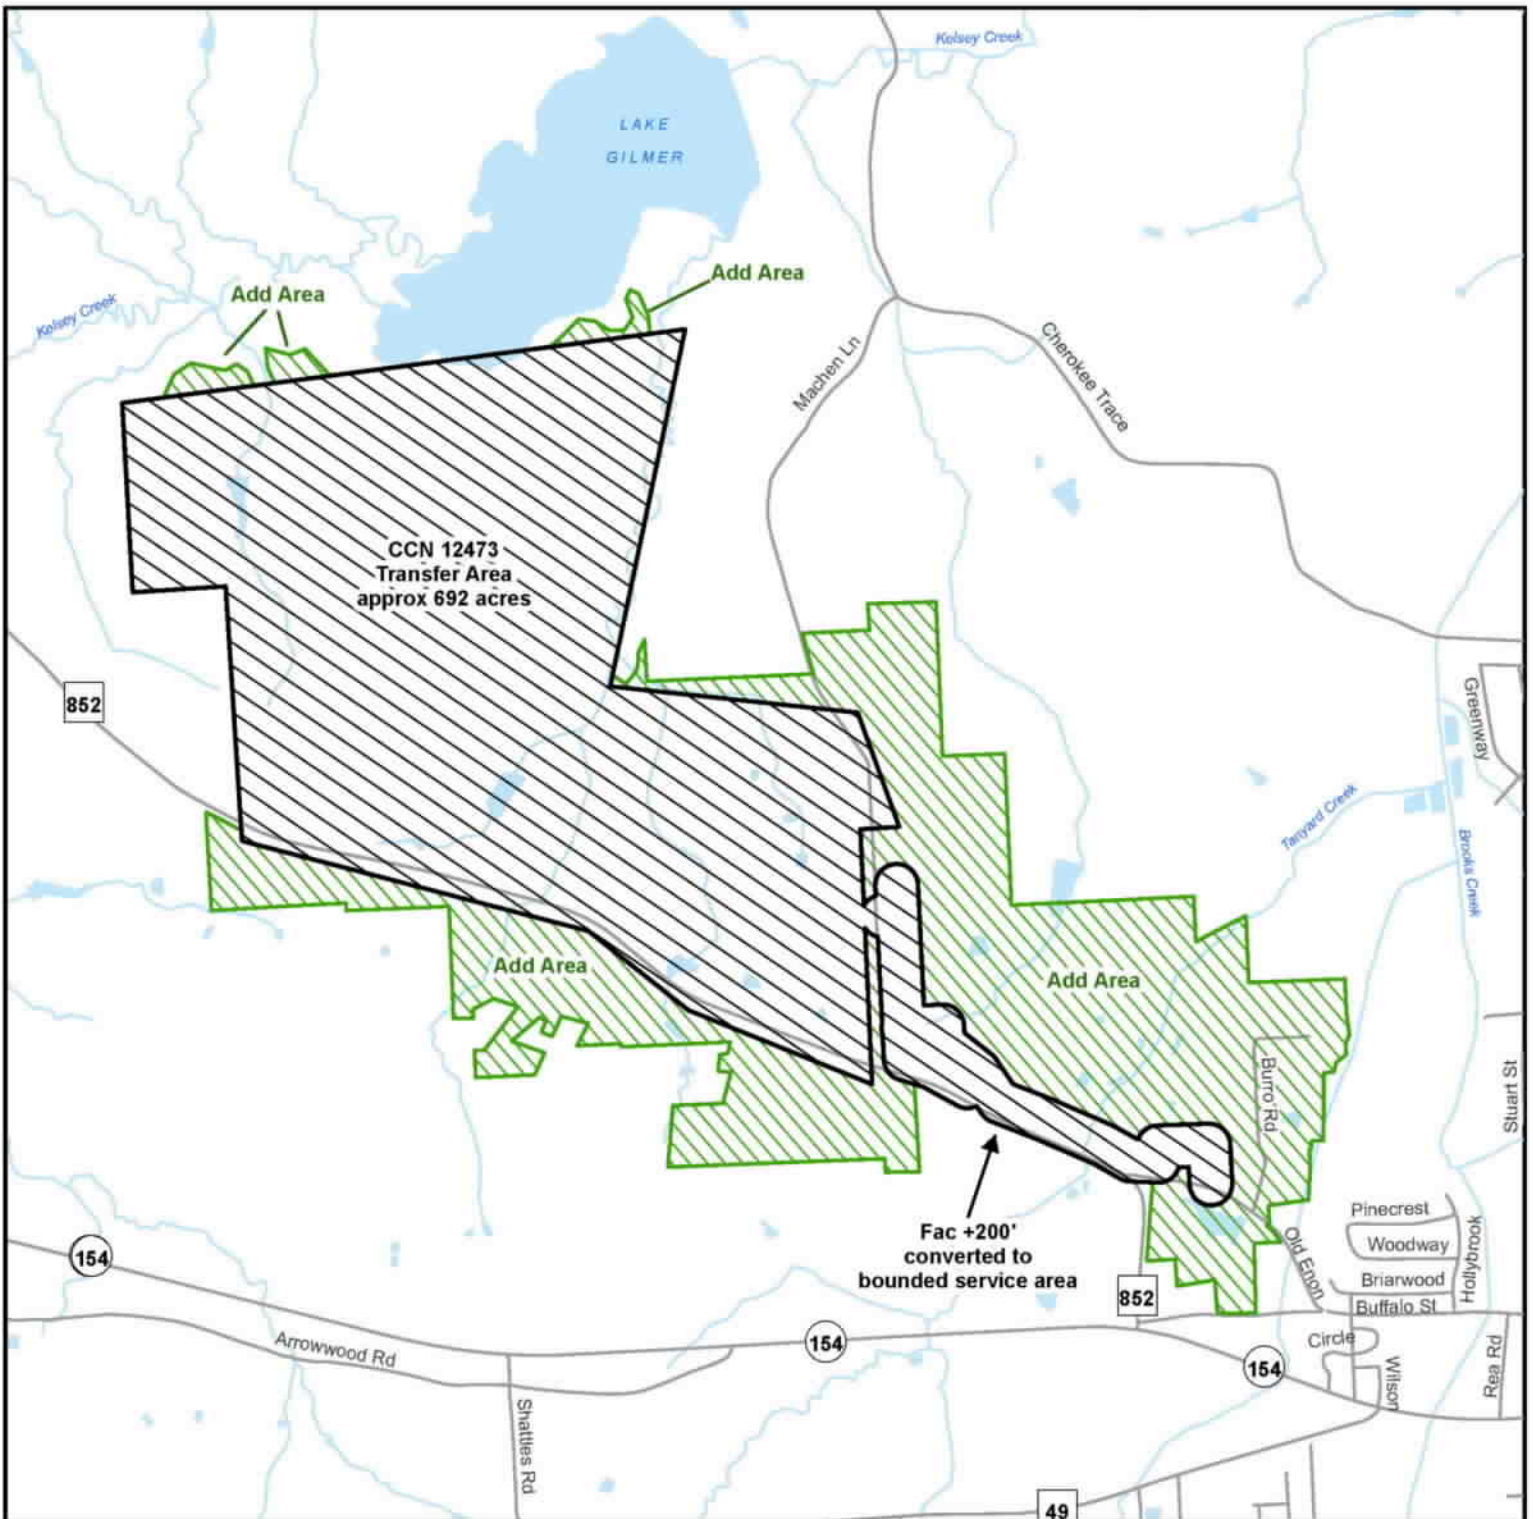 Kelsey Creek
LAKE
GILMER
Add Area
Add Area
Kelsey Creek
Machen Ln
Cherokee Trace
CCN 12473
Transfer Area
approx 692 acres
852
Greenway
Tanyard Creek
Brooks Creek
Add Area
Add Area
Burro Rd
Stuart St
Fac +200'
converted to
bounded service area
Pinecrest
Woodway
Hollybrook
Briarwood
Buffalo St
Old Enon
852
154
Arrowwood Rd
154
Circle
154
Wilson
Rea Rd
Shattles Rd
49